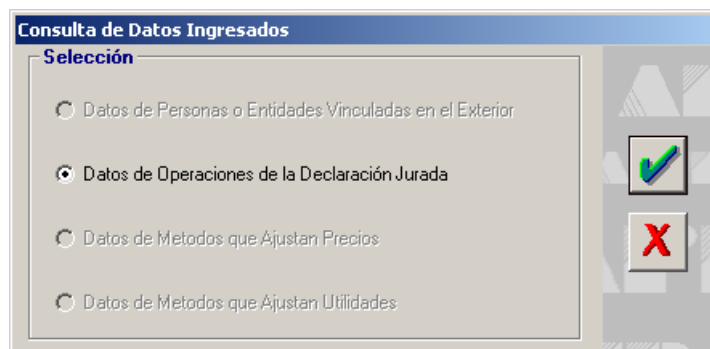 Consulta de Datos Ingresados
Selección
Datos de Personas o Entidades Vinculadas en el Exterior
Datos de Operaciones de la Declaración Jurada
Datos de Metodos que Ajustan Precios
Datos de Metodos que Ajustan Utilidades